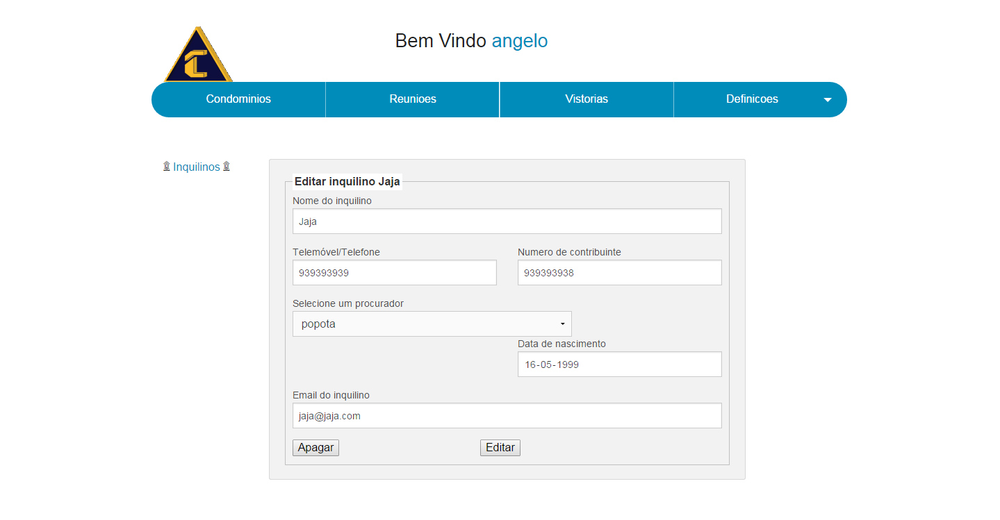 Bem Vindo angelo
Condominios Reunioes Vistorias Definicoes
Inquilinos
Editar inquilino Jaja
Nome do inquilino
Jaja
Telemóvel/Telefone Numero de contribuinte
939393939 939393938
Selecione um procurador
popota
Data de nascimento
16-05-1999
Email do inquilino
jaja@jaja.com
Apagar Editar